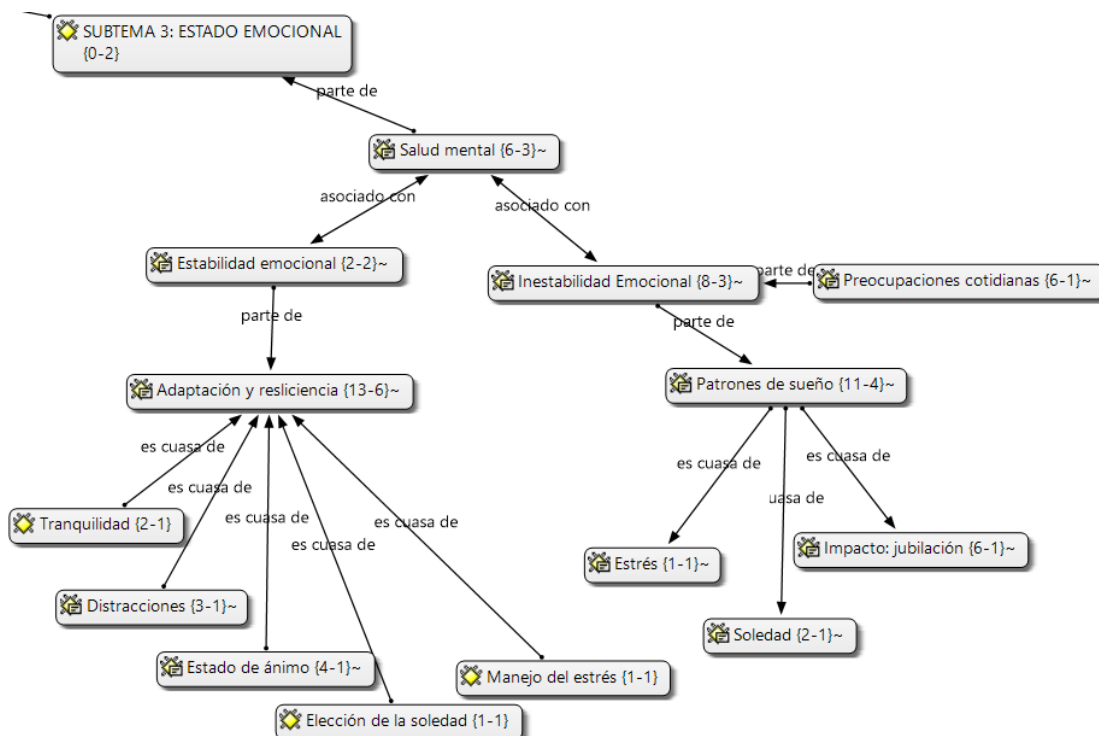 SUBTEMA 3: ESTADO EMOCIONAL
{0-2}
parte de
Salud mental {6-3}~
asociado con
asociado con
Estabilidad emocional {2-2}~
Inestabilidad Emocional {8-3}~
parte de
Preocupaciones cotidianas {6-1}~
parte de
parte de
Adaptación y resliciencia {13-6}~
Patrones de sueño {11-4}~
es cuasa de
es cuasa de
es cuasa de
es cuasa de
es cuasa de
es cuasa de
uasa de
es cuasa de
Tranquilidad {2-1}
Impacto: jubilación {6-1}~
Estrés {1-1}~
Distracciones {3-1}~
Soledad {2-1}~
Estado de ánimo {4-1}~
Manejo del estrés {1-1}
Elección de la soledad {1-1}